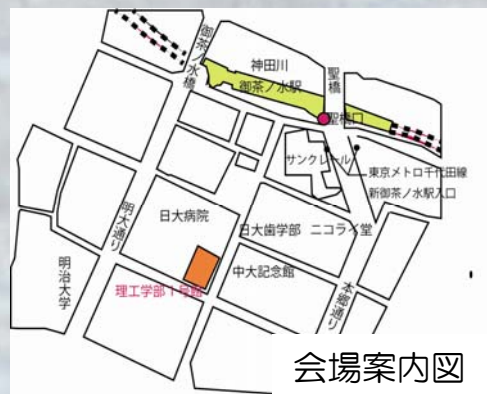 御茶ノ水橋
神田川
御茶ノ水駅
聖橋
聖橋口
サンクレール
東京メトロ千代田線
新御茶ノ水駅入口
日大病院
日大歯学部
ニコライ堂
明大通り
中大記念館
本郷通り
明治大学
理工学部1号館
会場案内図